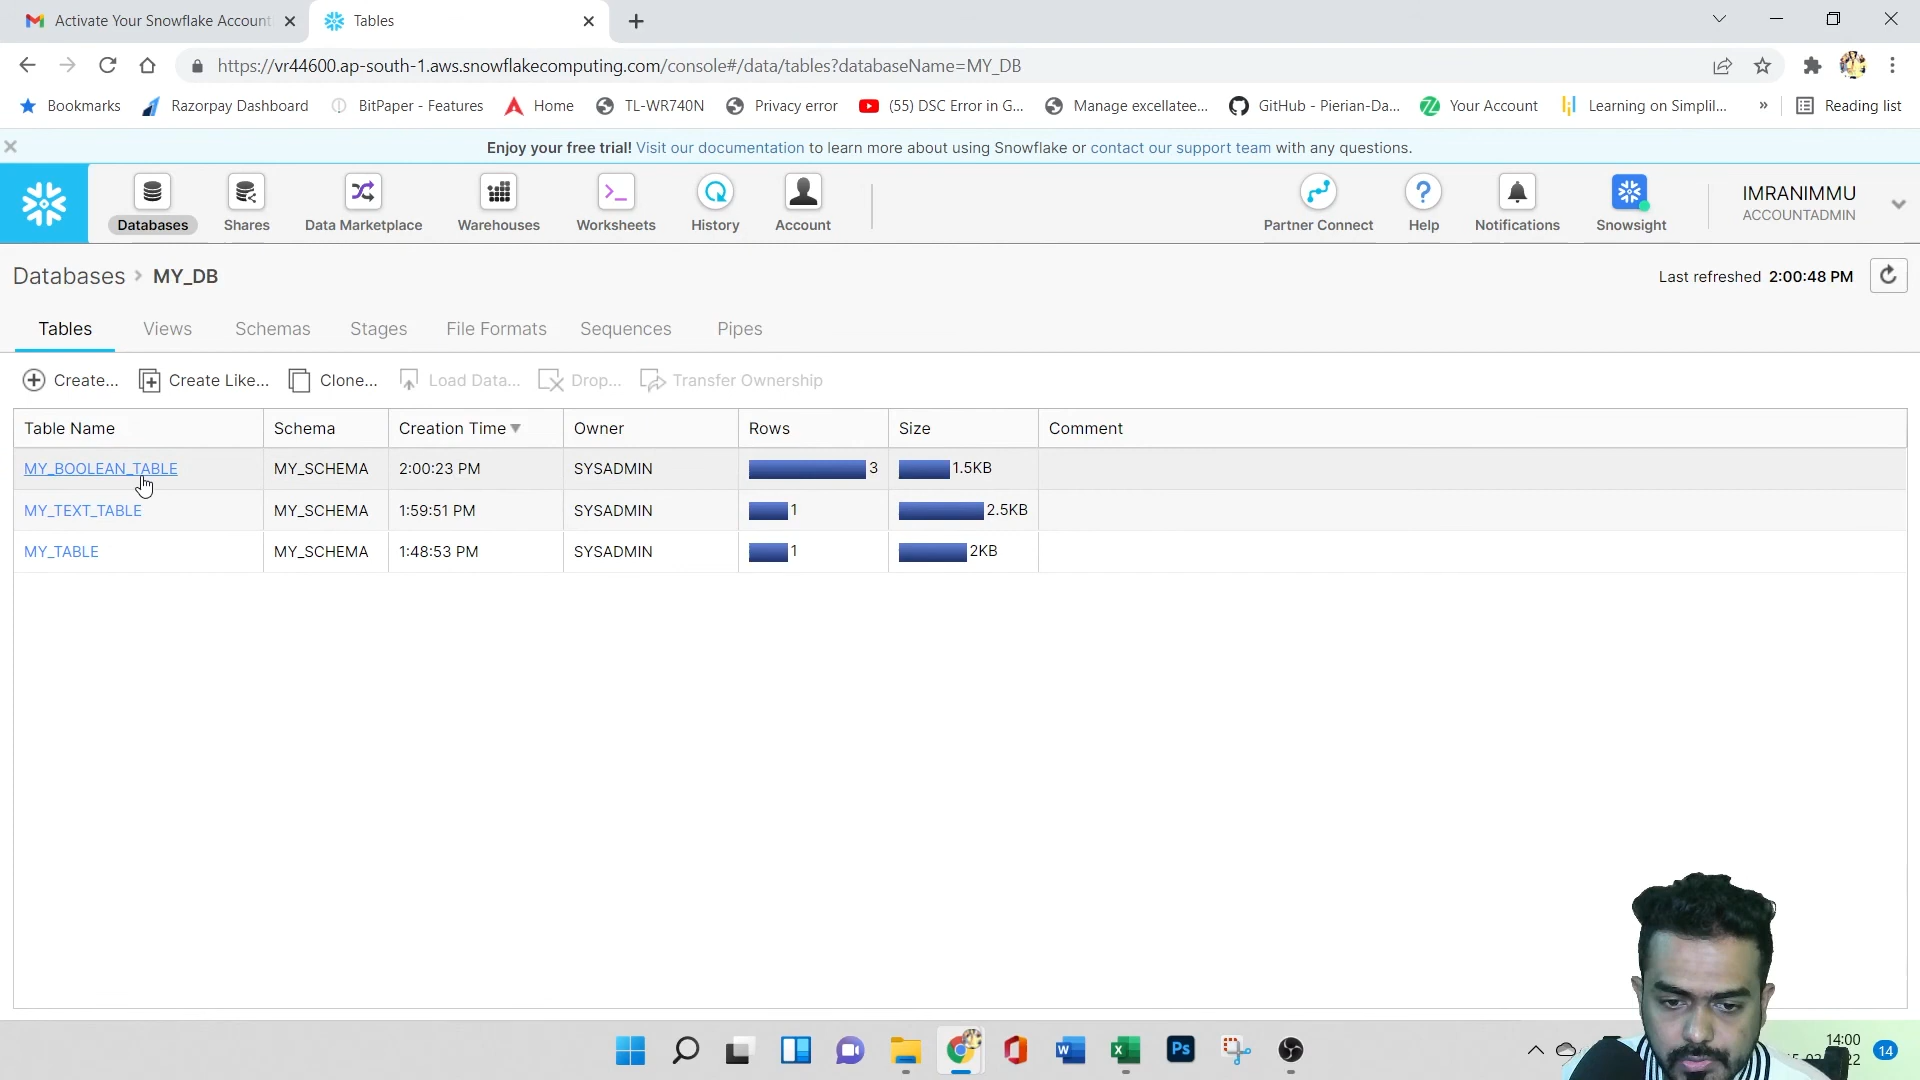 Activate Your Snowflake Account
Tables
https://vr44600.ap-south-1.aws.snowflakecomputing.com/console#/data/tables?databaseName=MY_DB
Bookmarks
Razorpay Dashboard
BitPaper - Features
Home
TL-WR740N
Privacy error
(55) DSC Error in G...
Manage excellatee...
GitHub - Pierian-Da...
Your Account
Learning on Simplil...
»
Reading list
Enjoy your free trial! Visit our documentation to learn more about using Snowflake or contact our support team with any questions.
Databases
Shares
Data Marketplace
Warehouses
Worksheets
History
Account
Partner Connect
Help
Notifications
Snowsight
IMRANIMMU
ACCOUNTADMIN
Databases > MY_DB
Last refreshed 2:00:48 PM
Tables
Views
Schemas
Stages
File Formats
Sequences
Pipes
Create...
Create Like...
Clone...
Load Data...
Drop...
Transfer Ownership
Table Name Schema Creation Time Owner Rows Size Comment
MY_BOOLEAN_TABLE MY_SCHEMA 2:00:23 PM SYSADMIN 3 1.5KB
MY_TEXT_TABLE MY_SCHEMA 1:59:51 PM SYSADMIN 1 2.5KB
MY_TABLE MY_SCHEMA 1:48:53 PM SYSADMIN 1 2KB
14:00
14